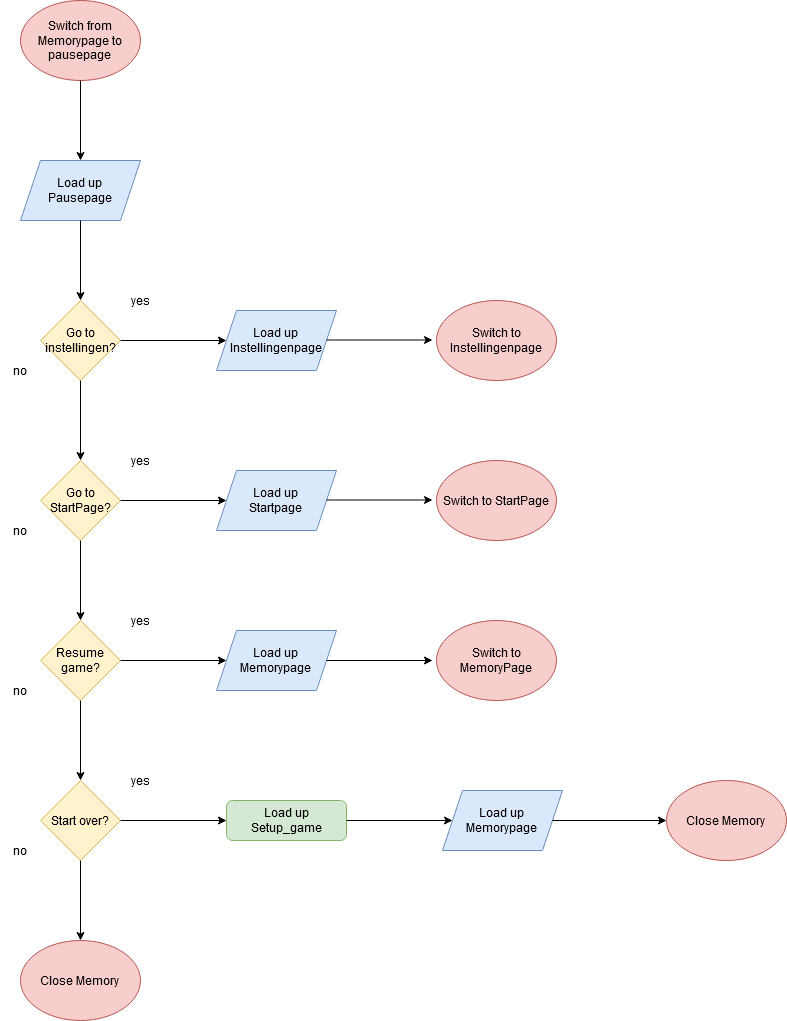 Switch from
Memorypage to
pausepage
Load up
Pausepage
yes
Go to
instellingen?
Load up
Instellingenpage
Switch to
Instellingenpage
no
yes
Go to
StartPage?
Load up
Startpage
Switch to StartPage
no
yes
Resume
game?
Load up
Memorypage
Switch to
MemoryPage
no
yes
Start over?
Load up
Setup_game
Load up
Memorypage
Close Memory
no
Close Memory